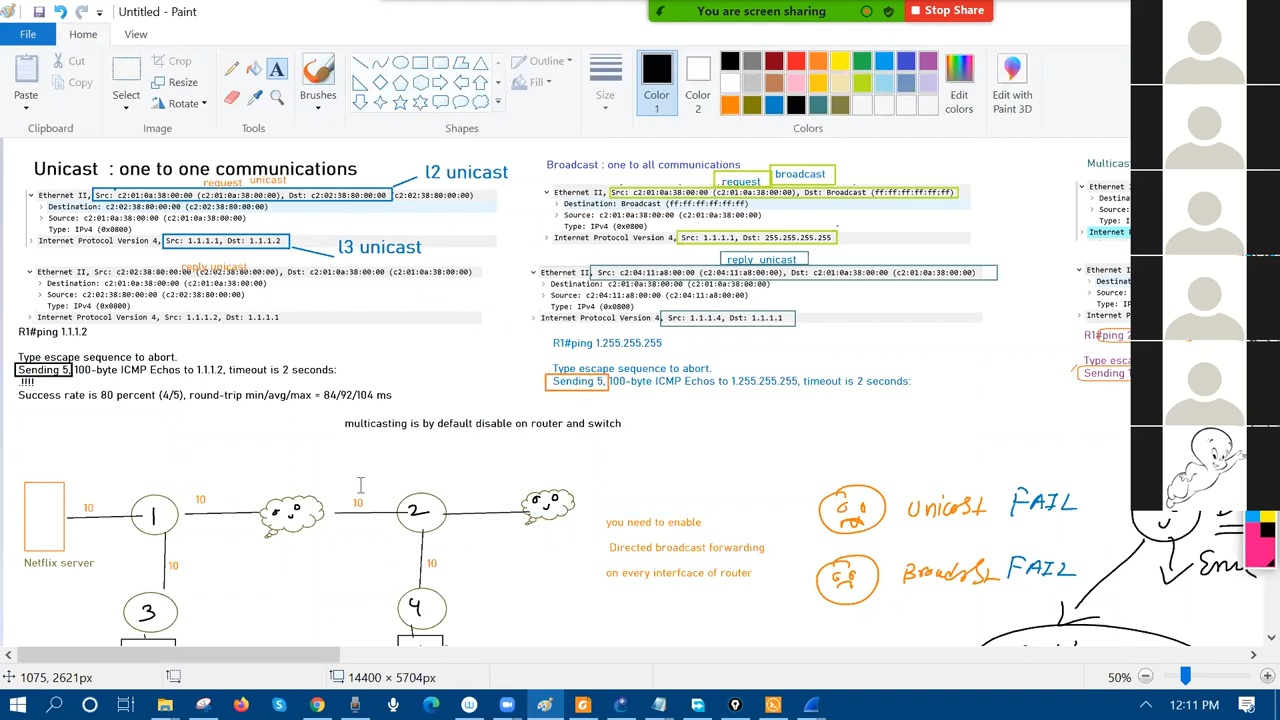 Untitled - Paint
You are screen sharing
Stop Share
File
Home
View
Paste
Cut
Copy
Clipboard
Select
Crop
Resize
Rotate
Image
Tools
Brushes
Outline
Fill
Shapes
Size
Color
1
Color
2
Edit
colors
Colors
Edit with
Paint 3D
Unicast : one to one communications
request unicast
l2 unicast
Ethernet II, Src: c2:01:0a:38:00:00 (c2:01:0a:38:00:00), Dst: c2:02:38:80:00:00 c2:02:38:80:00:00)
Destination: c2:02:38:80:00:00 (c2:02:38:80:00:00)
Source: c2:01:0a:38:00:00 (c2:01:0a:38:00:00)
Type: IPv4 (0x0800)
Internet Protocol Version 4, Src: 1.1.1.1, Dst: 1.1.1.2
l3 unicast
reply unicast
Ethernet II, Src: c2:02:38:80:00:00 (c2:02:38:80:00:00), Dst: c2:01:0a:38:00:00 (c2:01:0a:38:00:00)
Destination: c2:01:0a:38:00:00 (c2:01:0a:38:00:00)
Source: c2:02:38:80:00:00 (c2:02:38:80:00:00)
Type: IPv4 (0x0800)
Internet Protocol Version 4, Src: 1.1.1.2, Dst: 1.1.1.1
R1#ping 1.1.1.2
Type escape sequence to abort.
Sending 5, 100-byte ICMP Echos to 1.1.1.2, timeout is 2 seconds:
.!!!!
Success rate is 80 percent (4/5), round-trip min/avg/max = 84/92/104 ms
Broadcast : one to all communications
request
broadcast
Ethernet II, Src: c2:01:0a:38:00:00 (c2:01:0a:38:00:00), Dst: Broadcast (ff:ff:ff:ff:ff:ff)
Destination: Broadcast (ff:ff:ff:ff:ff:ff)
Source: c2:01:0a:38:00:00 (c2:01:0a:38:00:00)
Type: IPv4 (0x0800)
Internet Protocol Version 4, Src: 1.1.1.1, Dst: 255.255.255.255
reply unicast
Ethernet II, Src: c2:04:11:a8:00:00 (c2:04:11:a8:00:00), Dst: c2:01:0a:38:00:00 (c2:01:0a:38:00:00)
Destination: c2:01:0a:38:00:00 (c2:01:0a:38:00:00)
Source: c2:04:11:a8:00:00 (c2:04:11:a8:00:00)
Type: IPv4 (0x0800)
Internet Protocol Version 4, Src: 1.1.1.4, Dst: 1.1.1.1
R1#ping 1.255.255.255
Type escape sequence to abort.
Sending 5, 100-byte ICMP Echos to 1.255.255.255, timeout is 2 seconds:
Ethernet
Source:
Type: IPv
Internet P
Ethernet II
Destinat
Source:
Type: IP
Internet Pr
R1#ping 2
Type esca
Sending 1
multicasting is by default disable on router and switch
10
1
10
10
2
Netflix server
10
10
3
4
you need to enable
Directed broadcast forwarding
on every interfcace of router
Unicast FAIL
FAIL
1075, 2621px
14400 × 5704px
50%
12:11 PM